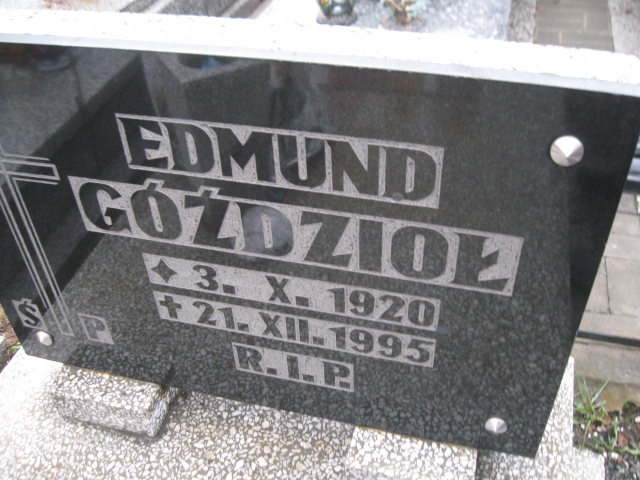 EDMUND
GÓŹDZIOŁ
3. X. 1920
21. XII. 1995
R. I. P.
Ś P